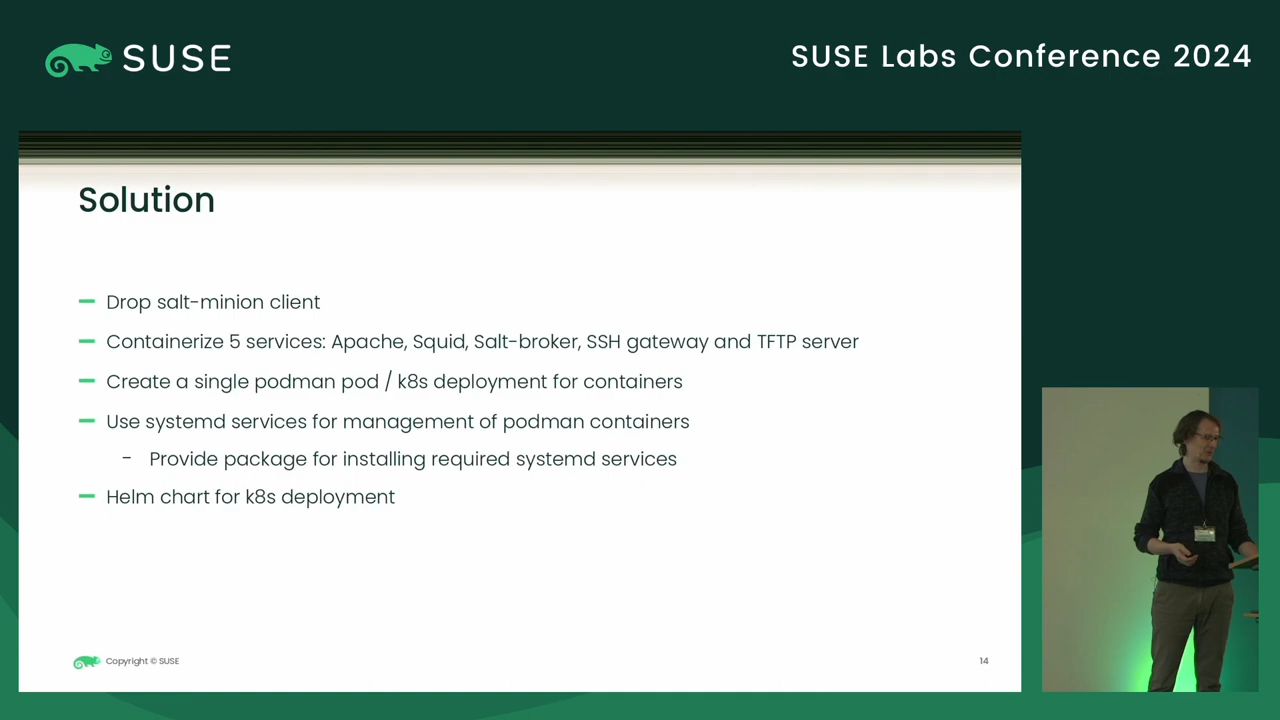 SUSE
SUSE Labs Conference 2024
Solution
Drop salt-minion client
Containerize 5 services: Apache, Squid, Salt-broker, SSH gateway and TFTP server
Create a single podman pod / k8s deployment for containers
Use systemd services for management of podman containers
- Provide package for installing required systemd services
Helm chart for k8s deployment
Copyright © SUSE
14